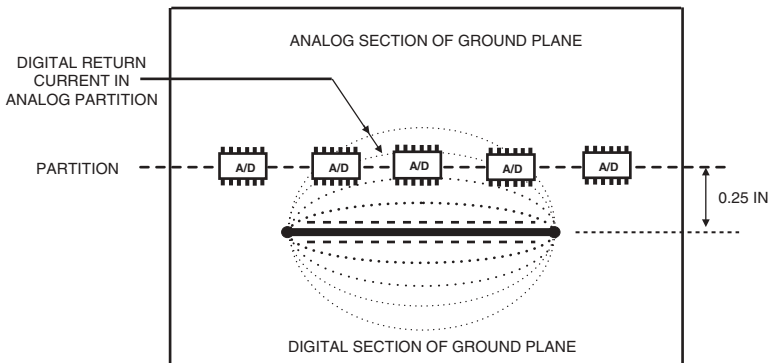 ANALOG SECTION OF GROUND PLANE
DIGITAL RETURN
CURRENT IN
ANALOG PARTITION
PARTITION
A/D
A/D
A/D
A/D
A/D
0.25 IN
DIGITAL SECTION OF GROUND PLANE